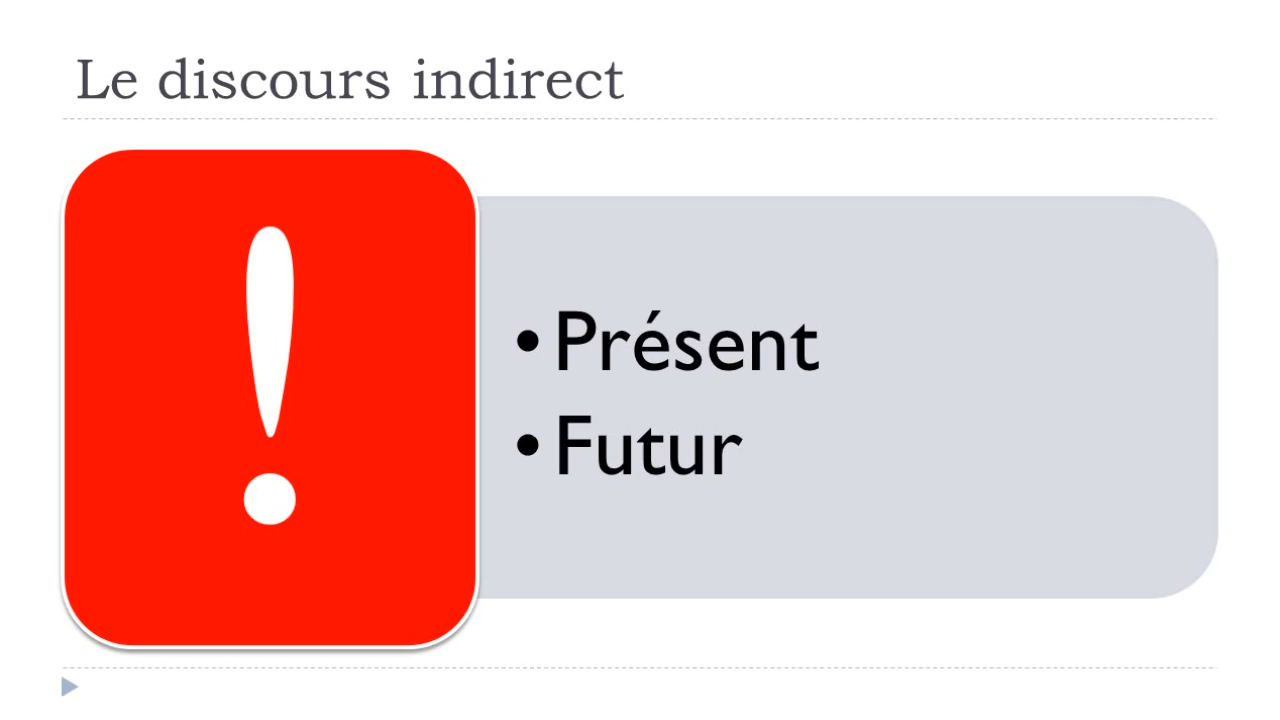 Le discours indirect
!
• Présent
• Futur